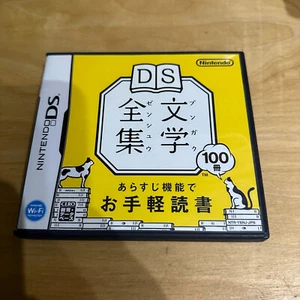 DS
Nintendo
文学全集
ブンガク
ゼンシュウ
100冊
あらすじ機能で
お手軽読書
NINTENDO DS
Wi-Fi